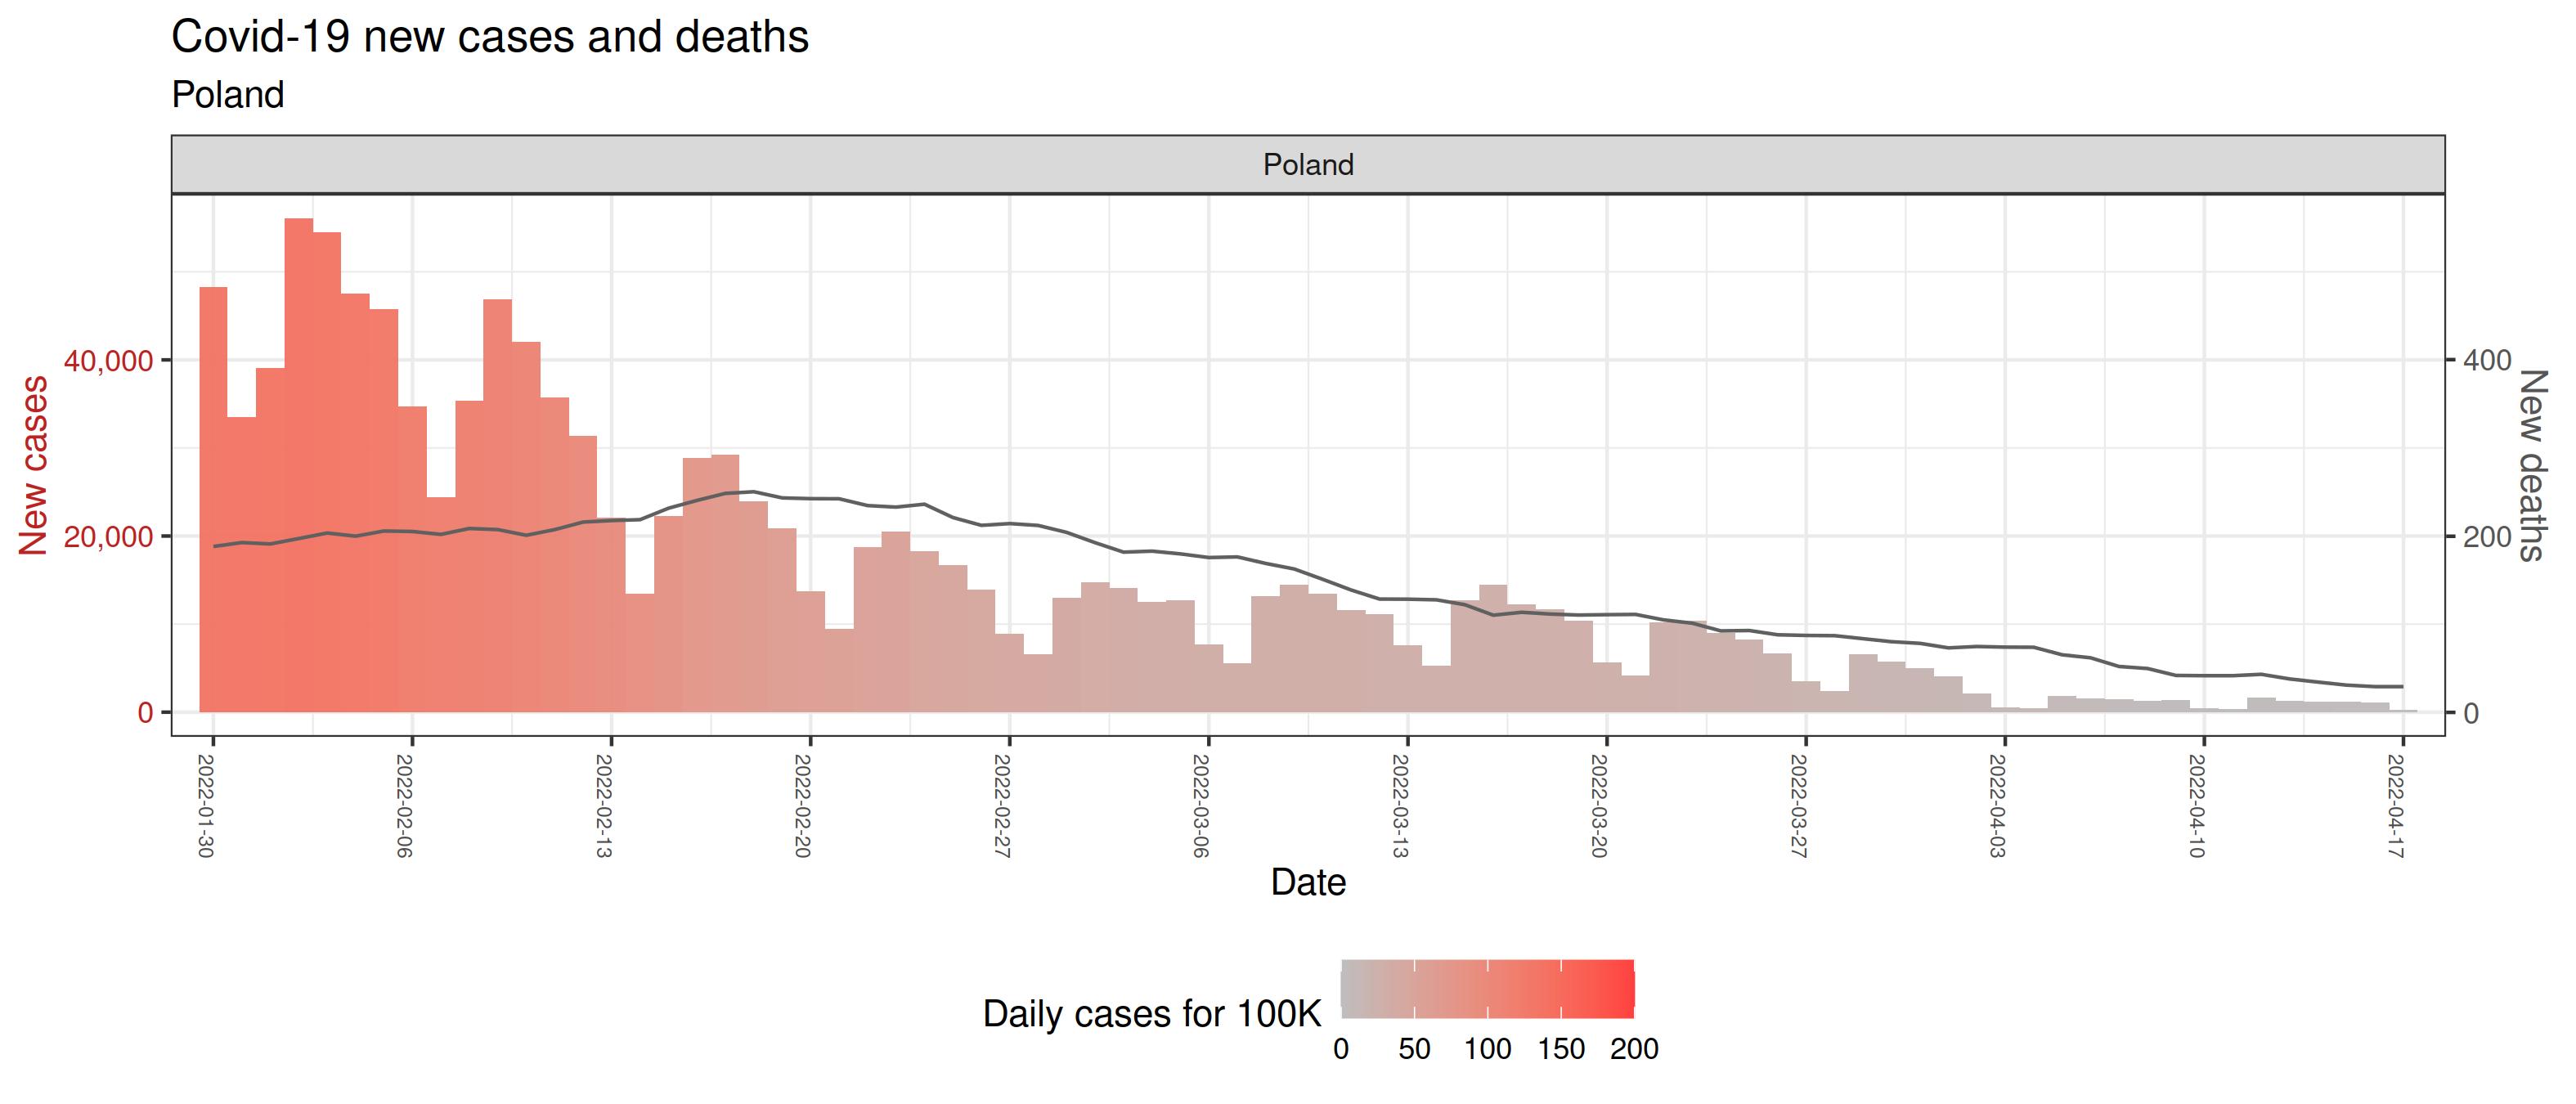 Covid-19 new cases and deaths
Poland
Poland
New cases
40,000
20,000
0
400
200
0
New deaths
2022-01-30
2022-02-06
2022-02-13
2022-02-20
2022-02-27
2022-03-06
2022-03-13
2022-03-20
2022-03-27
2022-04-03
2022-04-10
2022-04-17
Date
Daily cases for 100K
0 50 100 150 200